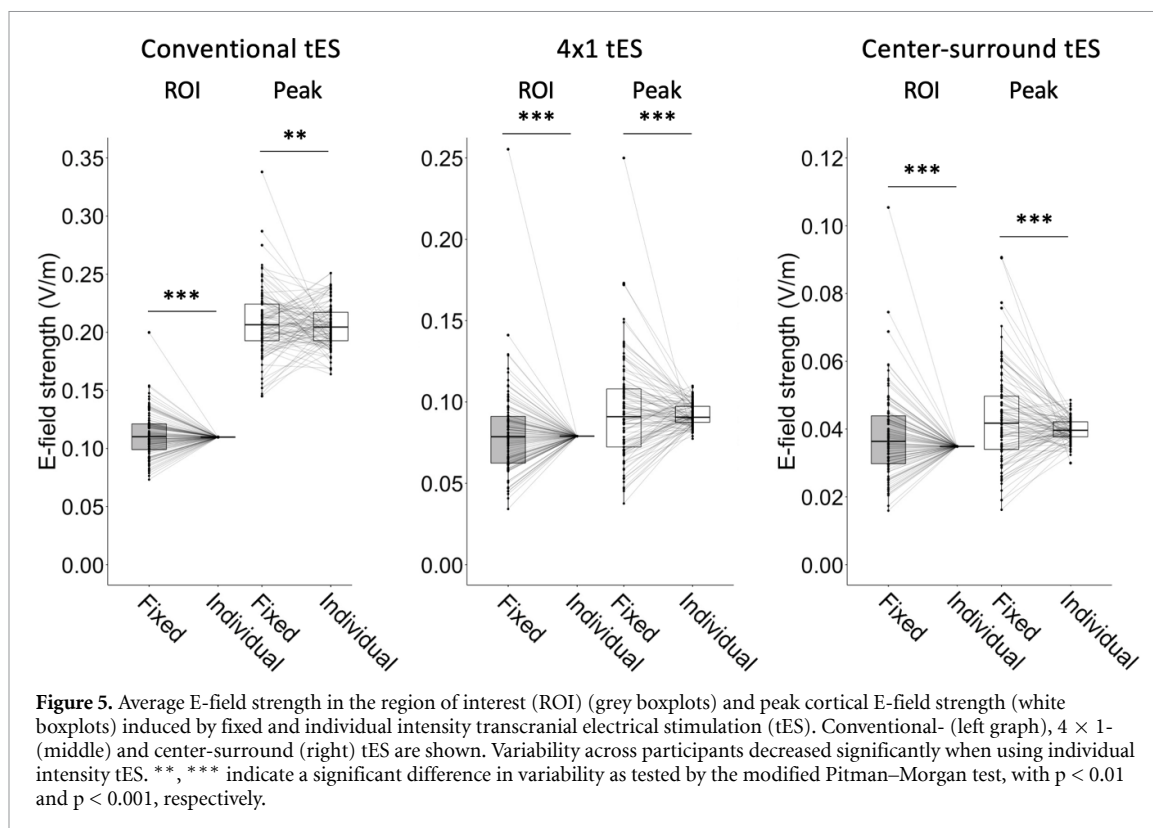 Conventional tES
ROI Peak
***
**
0.35
0.30
0.25
0.20
0.15
0.10
0.05
0.00
E-field strength (V/m)
Fixed
Individual
Fixed
Individual
4x1 tES
ROI Peak
***
***
0.25
0.20
0.15
0.10
0.05
0.00
Fixed
Individual
Fixed
Individual
Center-surround tES
ROI Peak
***
***
0.12
0.10
0.08
0.06
0.04
0.02
0.00
E-field strength (V/m)
Fixed
Individual
Fixed
Individual
Figure 5. Average E-field strength in the region of interest (ROI) (grey boxplots) and peak cortical E-field strength (white
boxplots) induced by fixed and individual intensity transcranial electrical stimulation (tES). Conventional- (left graph), 4 × 1-
(middle) and center-surround (right) tES are shown. Variability across participants decreased significantly when using individual
intensity tES. **, *** indicate a significant difference in variability as tested by the modified Pitman–Morgan test, with p < 0.01
and p < 0.001, respectively.